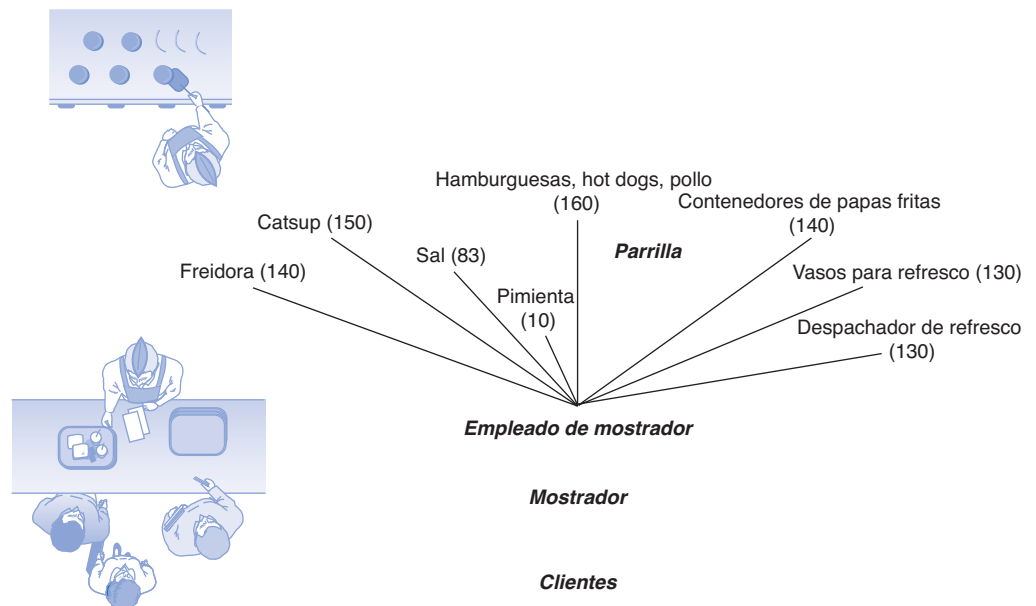 Hamburguesas, hot dogs, pollo
(160)
Contenedores de papas fritas
(140)
Catsup (150)
Parrilla
Sal (83)
Freidora (140)
Vasos para refresco (130)
Pimienta
(10)
Despachador de refresco
(130)
Empleado de mostrador
Mostrador
Clientes